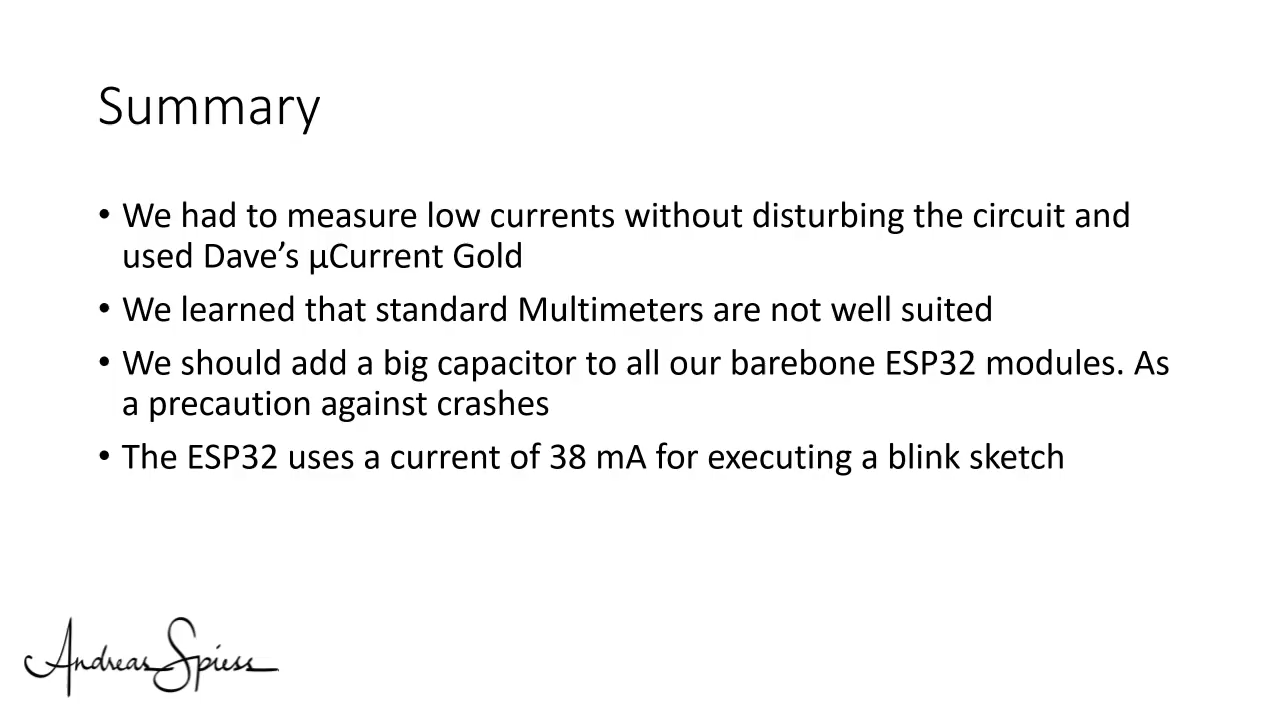 Summary
• We had to measure low currents without disturbing the circuit and
used Dave’s µCurrent Gold
• We learned that standard Multimeters are not well suited
• We should add a big capacitor to all our barebone ESP32 modules. As
a precaution against crashes
• The ESP32 uses a current of 38 mA for executing a blink sketch
Andreas Spiess